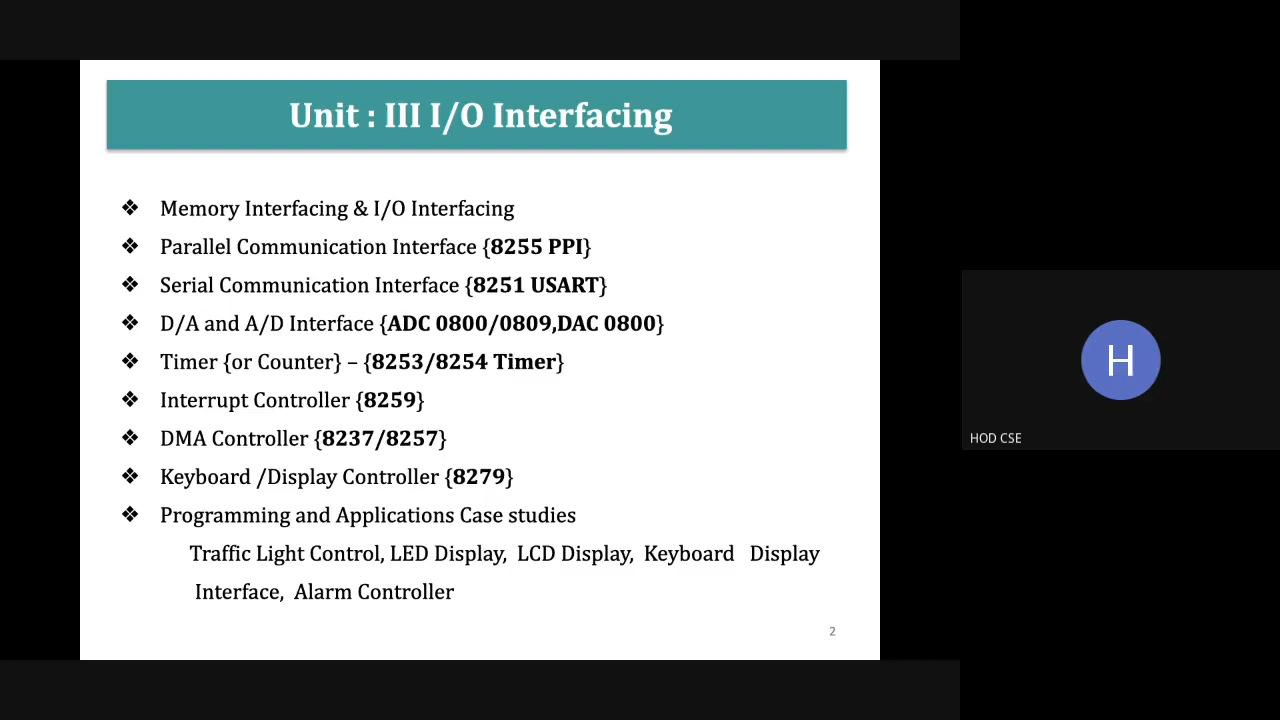 Unit : III I/O Interfacing
❖ Memory Interfacing & I/O Interfacing
❖ Parallel Communication Interface {8255 PPI}
❖ Serial Communication Interface {8251 USART}
❖ D/A and A/D Interface {ADC 0800/0809,DAC 0800}
❖ Timer {or Counter} – {8253/8254 Timer}
❖ Interrupt Controller {8259}
❖ DMA Controller {8237/8257}
❖ Keyboard /Display Controller {8279}
❖ Programming and Applications Case studies
Traffic Light Control, LED Display, LCD Display, Keyboard Display
Interface, Alarm Controller
2
H
HOD CSE